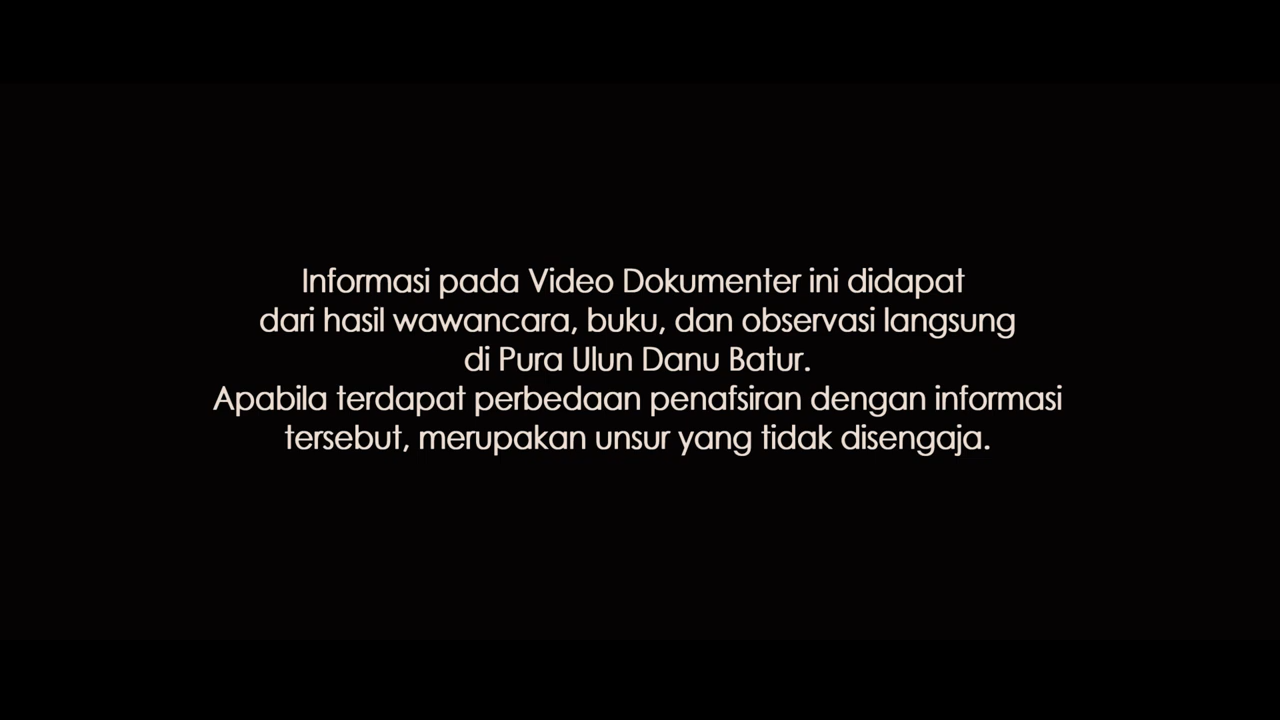 Informasi pada Video Dokumenter ini didapat
dari hasil wawancara, buku, dan observasi langsung
di Pura Ulun Danu Batur.
Apabila terdapat perbedaan penafsiran dengan informasi
tersebut, merupakan unsur yang tidak disengaja.